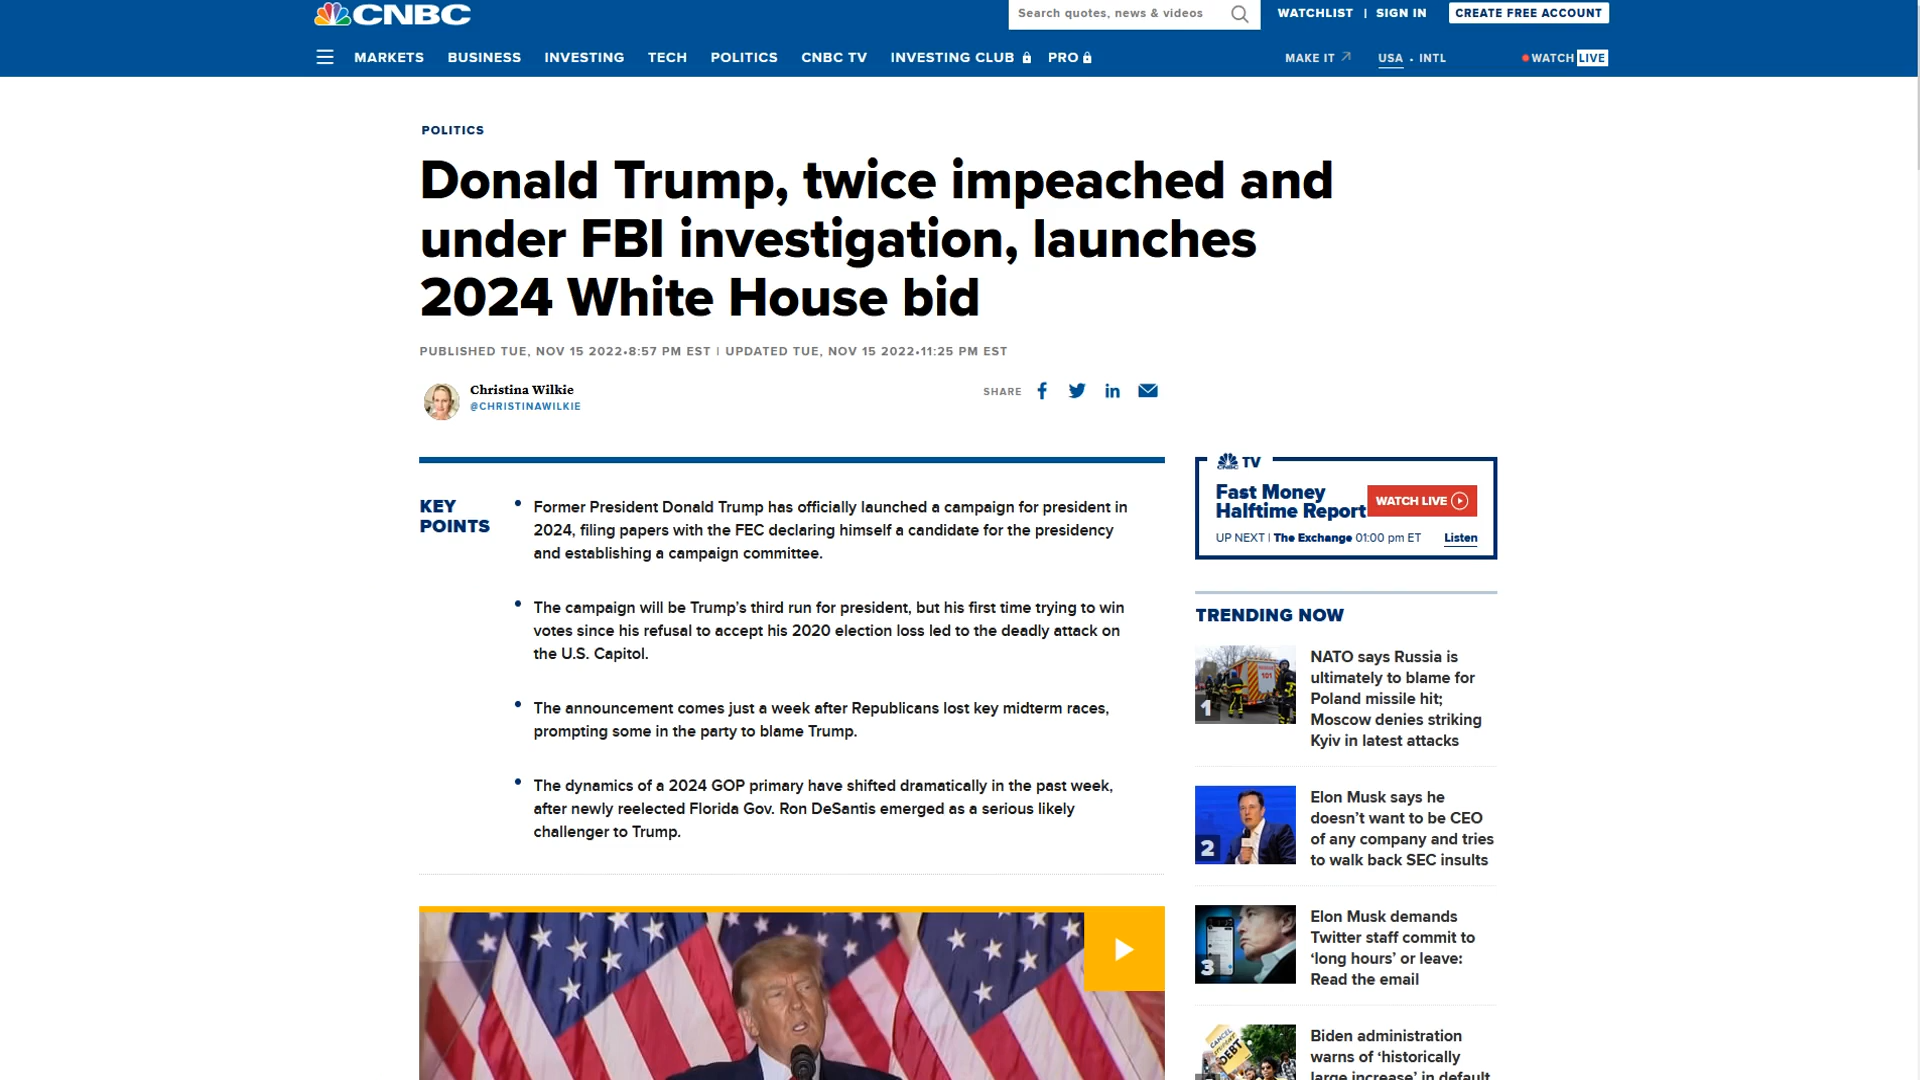 CNBC
Search quotes, news & videos
WATCHLIST | SIGN IN
CREATE FREE ACCOUNT
MARKETS BUSINESS INVESTING TECH POLITICS CNBC TV INVESTING CLUB PRO
MAKE IT
USA • INTL
WATCH LIVE
POLITICS
Donald Trump, twice impeached and
under FBI investigation, launches
2024 White House bid
PUBLISHED TUE, NOV 15 2022•8:57 PM EST | UPDATED TUE, NOV 15 2022•11:25 PM EST
Christina Wilkie
@CHRISTINAWILKIE
SHARE
KEY
POINTS
Former President Donald Trump has officially launched a campaign for president in
2024, filing papers with the FEC declaring himself a candidate for the presidency
and establishing a campaign committee.
The campaign will be Trump’s third run for president, but his first time trying to win
votes since his refusal to accept his 2020 election loss led to the deadly attack on
the U.S. Capitol.
The announcement comes just a week after Republicans lost key midterm races,
prompting some in the party to blame Trump.
The dynamics of a 2024 GOP primary have shifted dramatically in the past week,
after newly reelected Florida Gov. Ron DeSantis emerged as a serious likely
challenger to Trump.
CNBC TV
Fast Money
Halftime Report
WATCH LIVE
UP NEXT | The Exchange 01:00 pm ET
Listen
TRENDING NOW
101
1
NATO says Russia is
ultimately to blame for
Poland missile hit;
Moscow denies striking
Kyiv in latest attacks
2
Elon Musk says he
doesn’t want to be CEO
of any company and tries
to walk back SEC insults
3
Elon Musk demands
Twitter staff commit to
‘long hours’ or leave:
Read the email
CANCEL
DEBT
Biden administration
warns of ‘historically
large increase’ in default